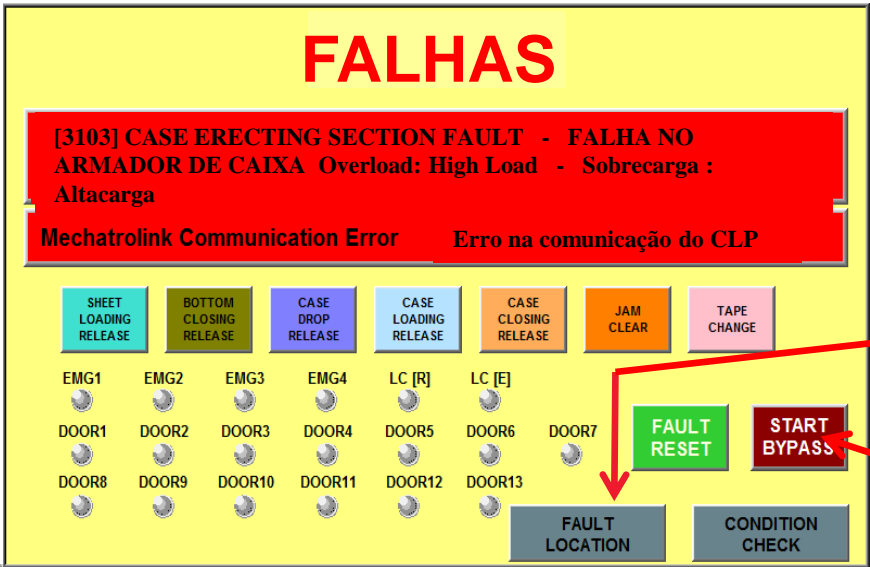 FALHAS
[3103] CASE ERECTING SECTION FAULT - FALHA NO
ARMADOR DE CAIXA Overload: High Load - Sobrecarga :
Altacarga
Mechatrolink Communication Error Erro na comunicação do CLP
SHEET
LOADING
RELEASE
BOTTOM
CLOSING
RELEASE
CASE
DROP
RELEASE
CASE
LOADING
RELEASE
CASE
CLOSING
RELEASE
JAM
CLEAR
TAPE
CHANGE
EMG1 EMG2 EMG3 EMG4 LC [R] LC [E]
DOOR1 DOOR2 DOOR3 DOOR4 DOOR5 DOOR6 DOOR7
FAULT
RESET
START
BYPASS
DOOR8 DOOR9 DOOR10 DOOR11 DOOR12 DOOR13
FAULT
LOCATION
CONDITION
CHECK